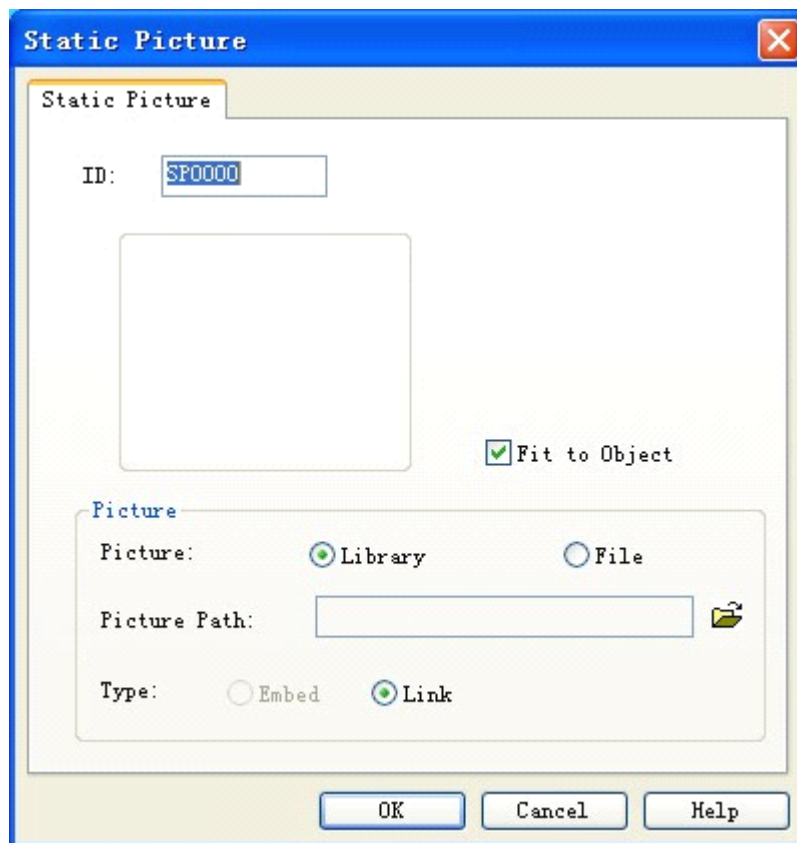 Static Picture
Static Picture
ID: SP0000
Fit to Object
Picture
Picture: Library File
Picture Path:
Type: Embed Link
OK Cancel Help